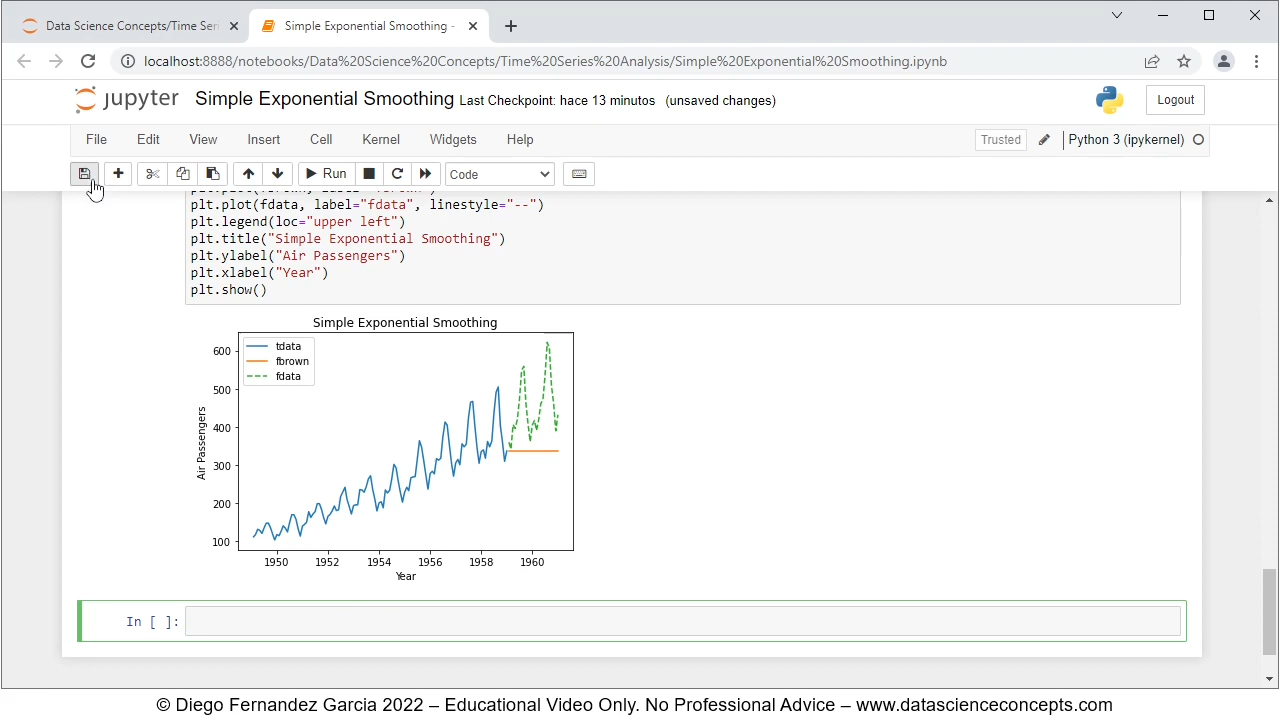 Data Science Concepts/Time Seri
Simple Exponential Smoothing -
localhost:8888/notebooks/Data%20Science%20Concepts/Time%20Series%20Analysis/Simple%20Exponential%20Smoothing.ipynb
jupyter Simple Exponential Smoothing Last Checkpoint: hace 13 minutos (unsaved changes)
Logout
File Edit View Insert Cell Kernel Widgets Help
Trusted
Python 3 (ipykernel)
Run
Code
plt.plot(fdata, label="fdata", linestyle="--")
plt.legend(loc="upper left")
plt.title("Simple Exponential Smoothing")
plt.ylabel("Air Passengers")
plt.xlabel("Year")
plt.show()
Simple Exponential Smoothing
tdata
fbrown
fdata
600
500
400
300
200
100
Air Passengers
1950 1952 1954 1956 1958 1960
Year
In [ ]:
© Diego Fernandez Garcia 2022 – Educational Video Only. No Professional Advice – www.datascienceconcepts.com